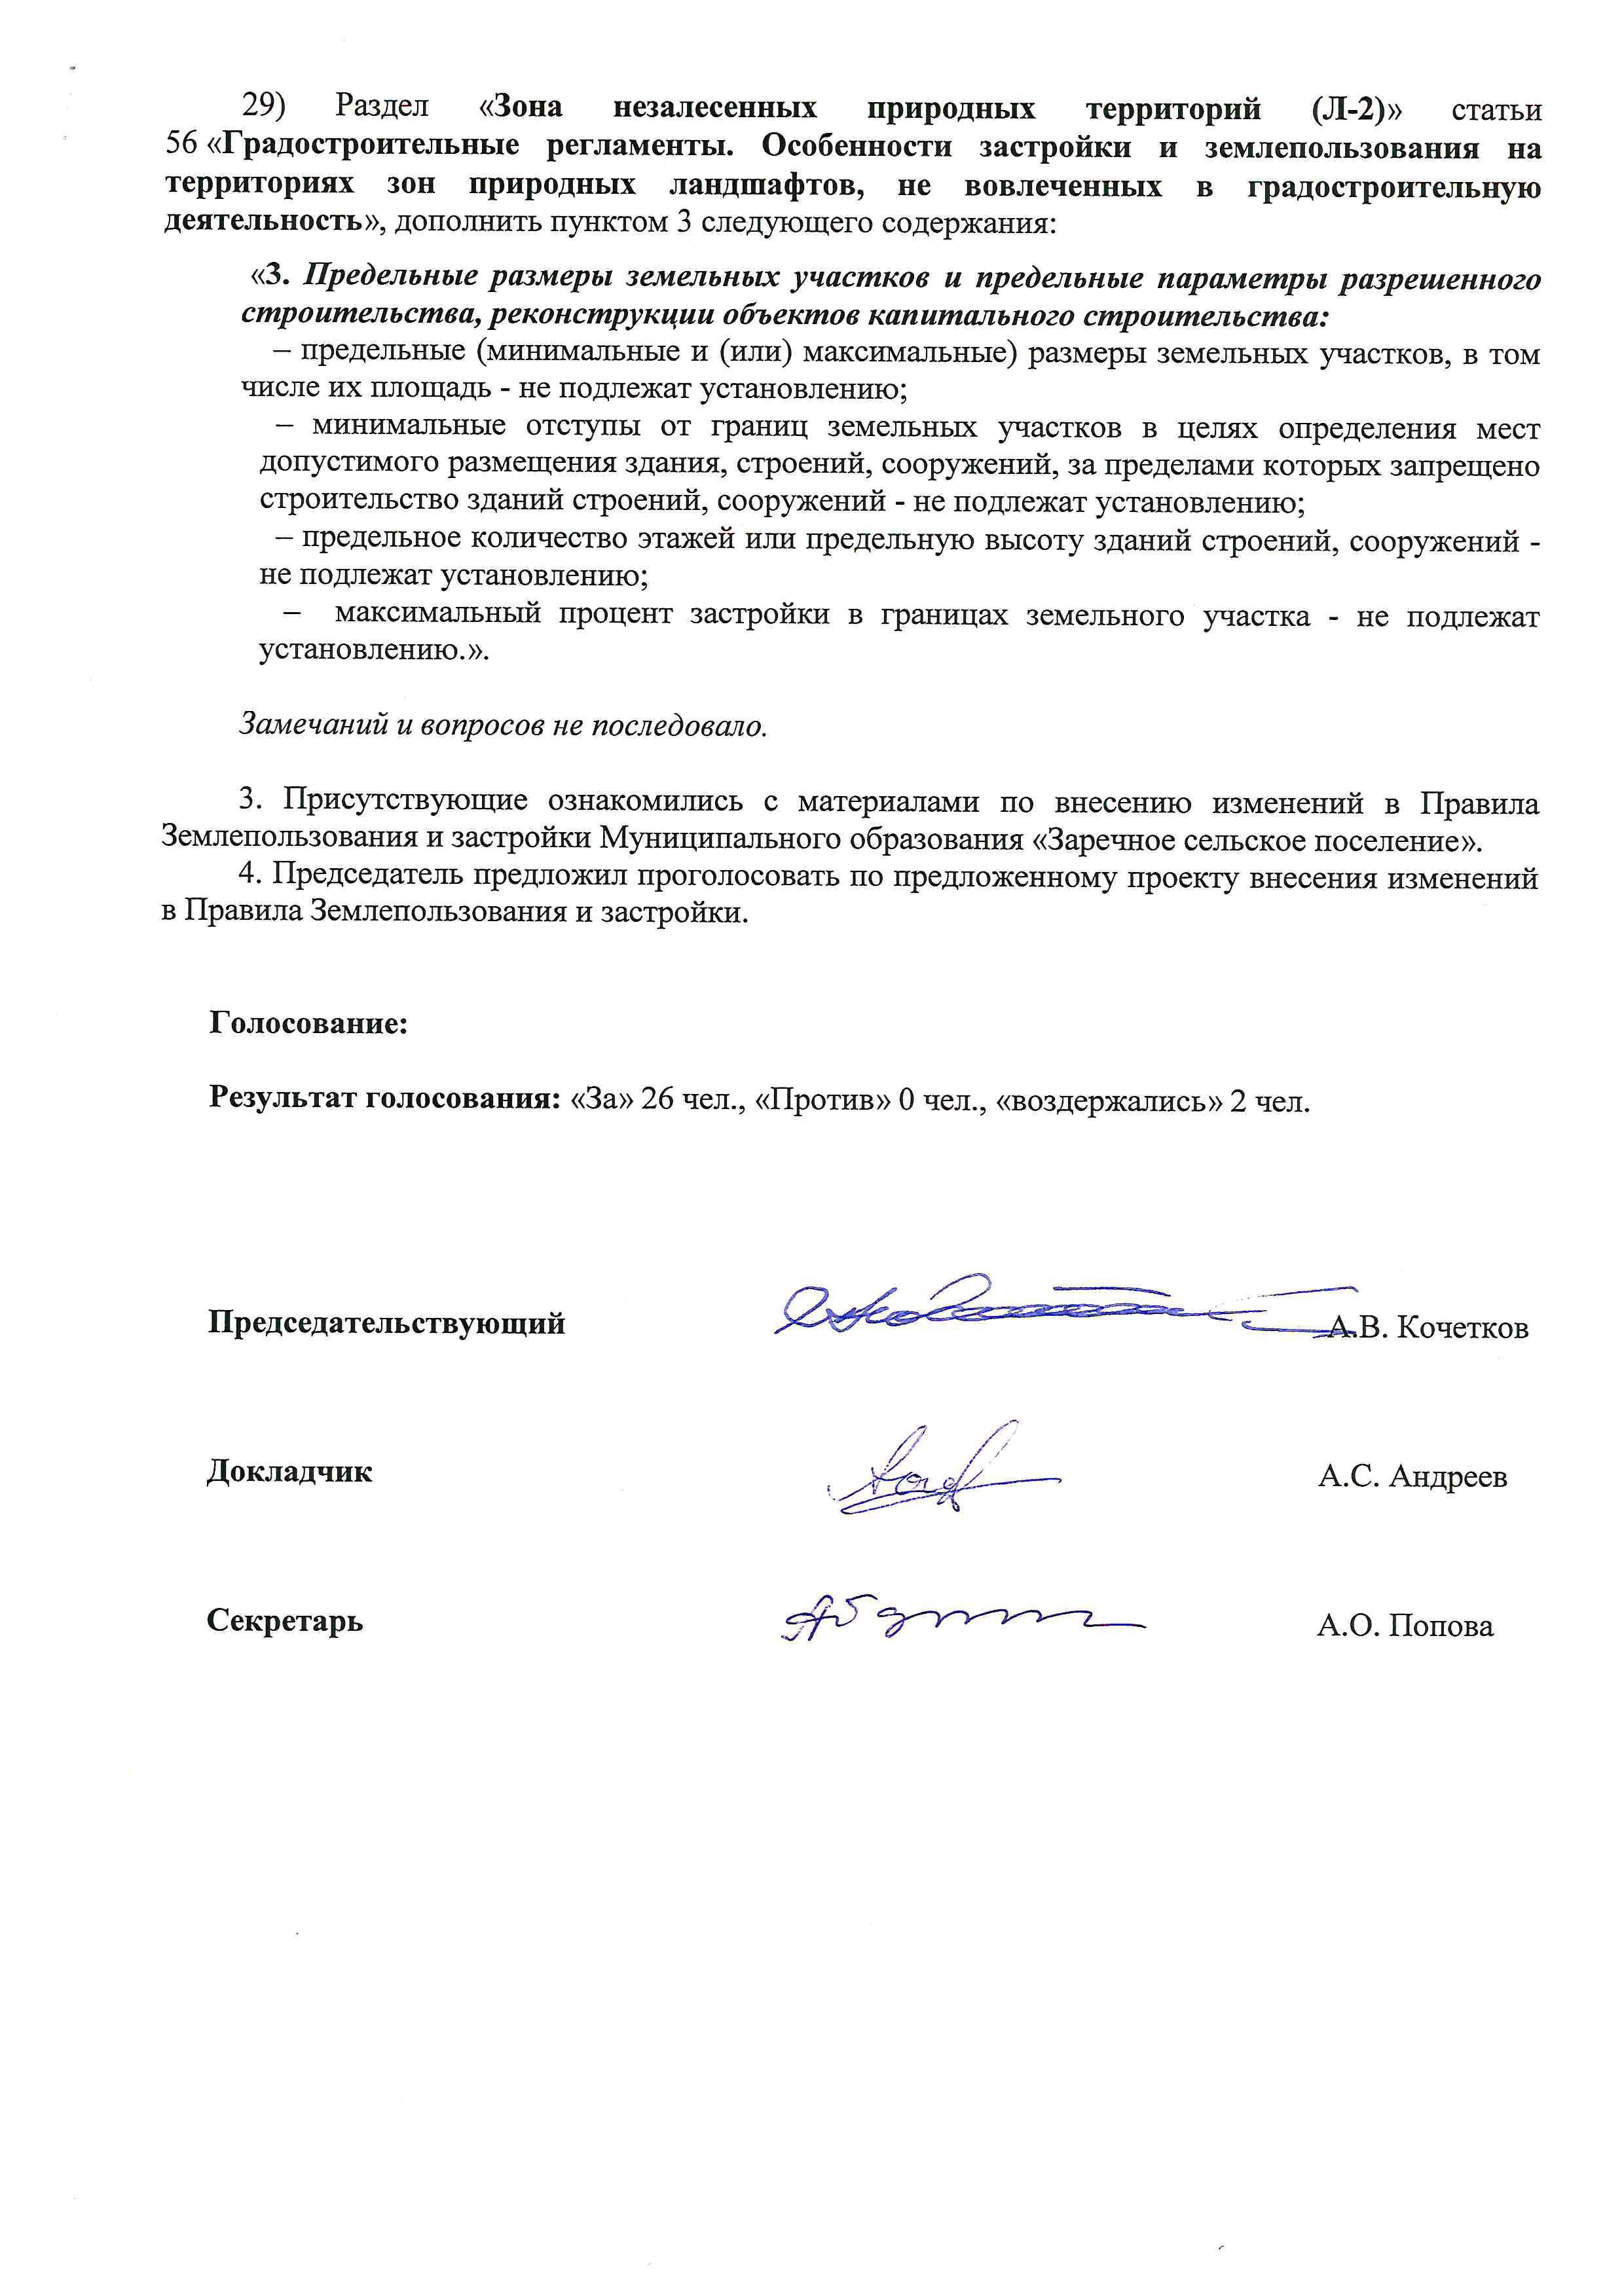 29) Раздел «Зона незалесенных природных территорий (Л-2)» статьи
56 «Градостроительные регламенты. Особенности застройки и землепользования на
территориях зон природных ландшафтов, не вовлеченных в градостроительную
деятельность», дополнить пунктом 3 следующего содержания:
«3. Предельные размеры земельных участков и предельные параметры разрешенного
строительства, реконструкции объектов капитального строительства:
– предельные (минимальные и (или) максимальные) размеры земельных участков, в том
числе их площадь - не подлежат установлению;
– минимальные отступы от границ земельных участков в целях определения мест
допустимого размещения здания, строений, сооружений, за пределами которых запрещено
строительство зданий строений, сооружений - не подлежат установлению;
– предельное количество этажей или предельную высоту зданий строений, сооружений -
не подлежат установлению;
– максимальный процент застройки в границах земельного участка - не подлежат
установлению.».
Замечаний и вопросов не последовало.
3. Присутствующие ознакомились с материалами по внесению изменений в Правила
Землепользования и застройки Муниципального образования «Заречное сельское поселение».
4. Председатель предложил проголосовать по предложенному проекту внесения изменений
в Правила Землепользования и застройки.
Голосование:
Результат голосования: «За» 26 чел., «Против» 0 чел., «воздержались» 2 чел.
Председательствующий А.В. Кочетков
Докладчик А.С. Андреев
Секретарь А.О. Попова